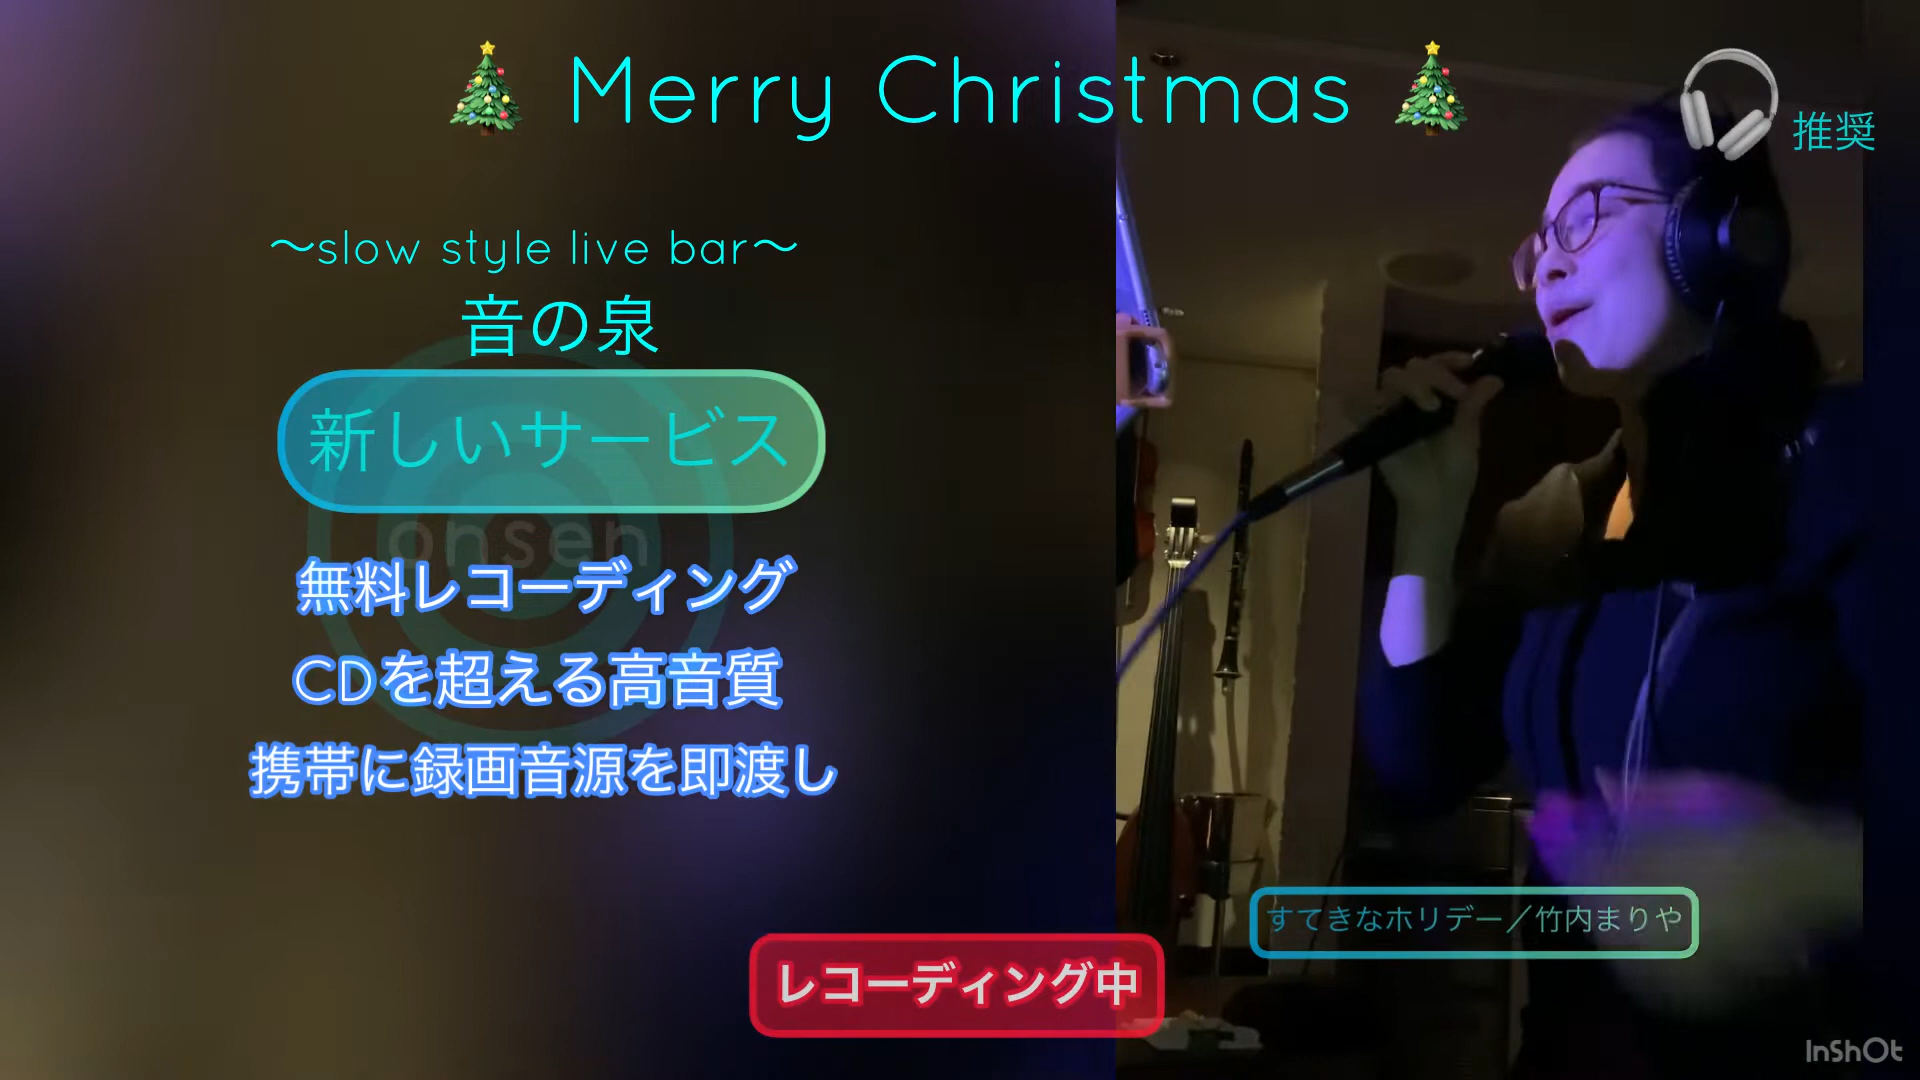 🎄 Merry Christmas 🎄
推奨
〜slow style live bar〜
音の泉
新しいサービス
onsen
無料レコーディング
CDを超える高音質
携帯に録画音源を即渡し
すてきなホリデー／竹内まりや
レコーディング中
InShOt